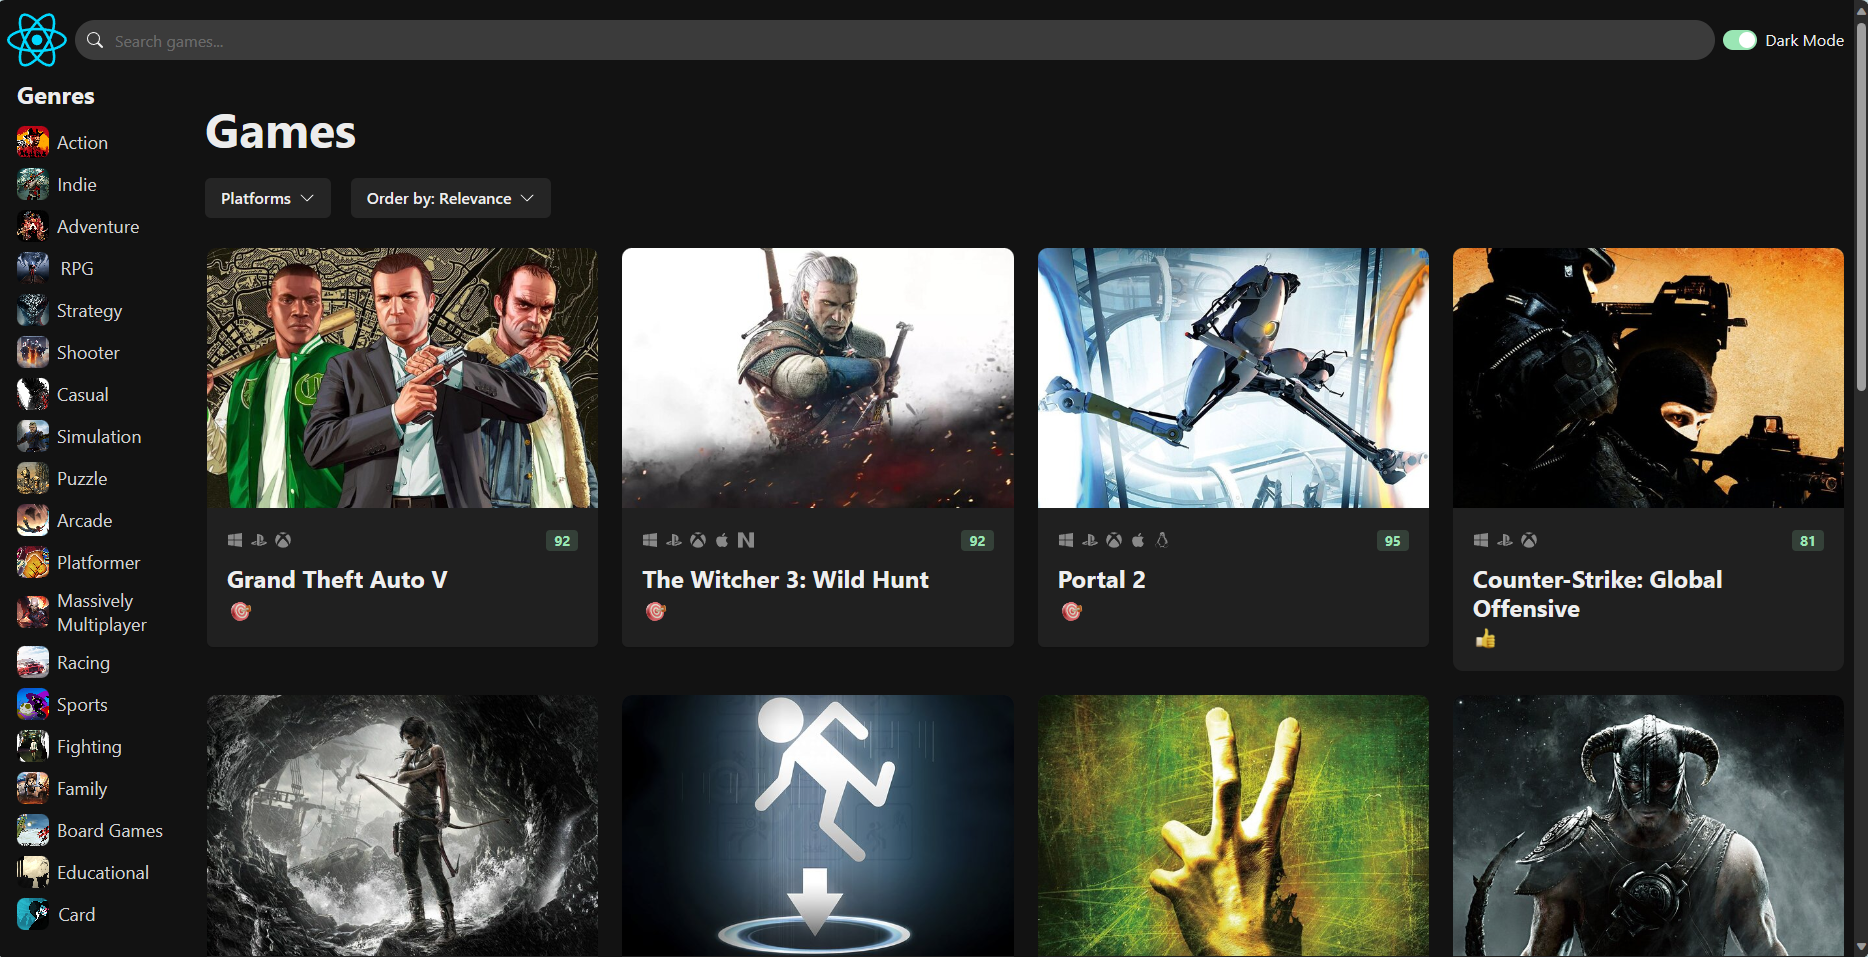 Search games...
Dark Mode
Genres
Action
Indie
Adventure
RPG
Strategy
Shooter
Casual
Simulation
Puzzle
Arcade
Platformer
Massively
Multiplayer
Racing
Sports
Fighting
Family
Board Games
Educational
Card
Games
Platforms
Order by: Relevance
92
Grand Theft Auto V
92
The Witcher 3: Wild Hunt
95
Portal 2
81
Counter-Strike: Global
Offensive